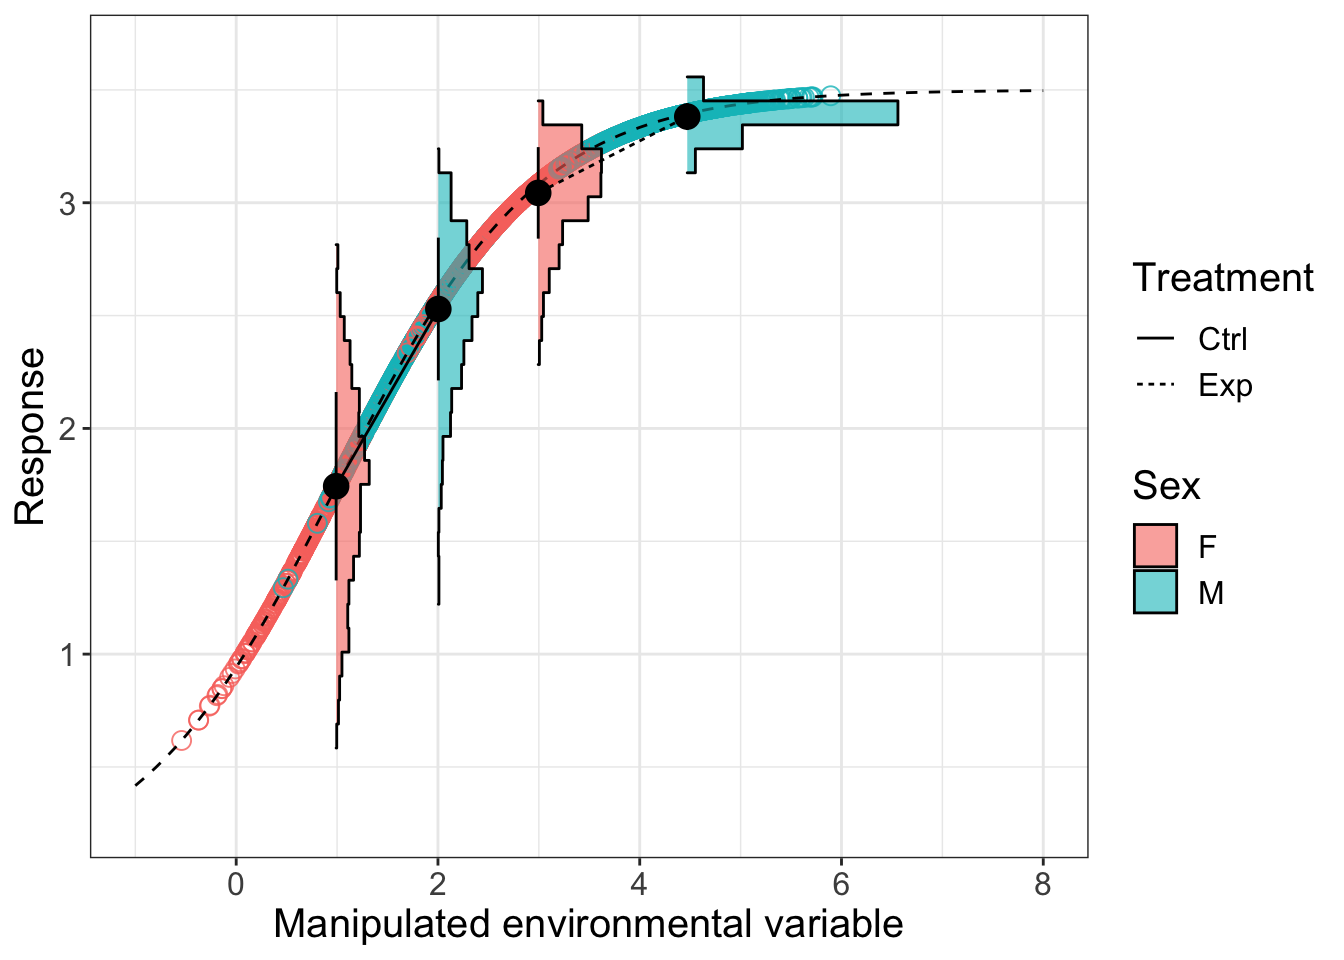 Response
3
2
1
0 2 4 6 8
Manipulated environmental variable
Treatment
Ctrl
Exp
Sex
F
M